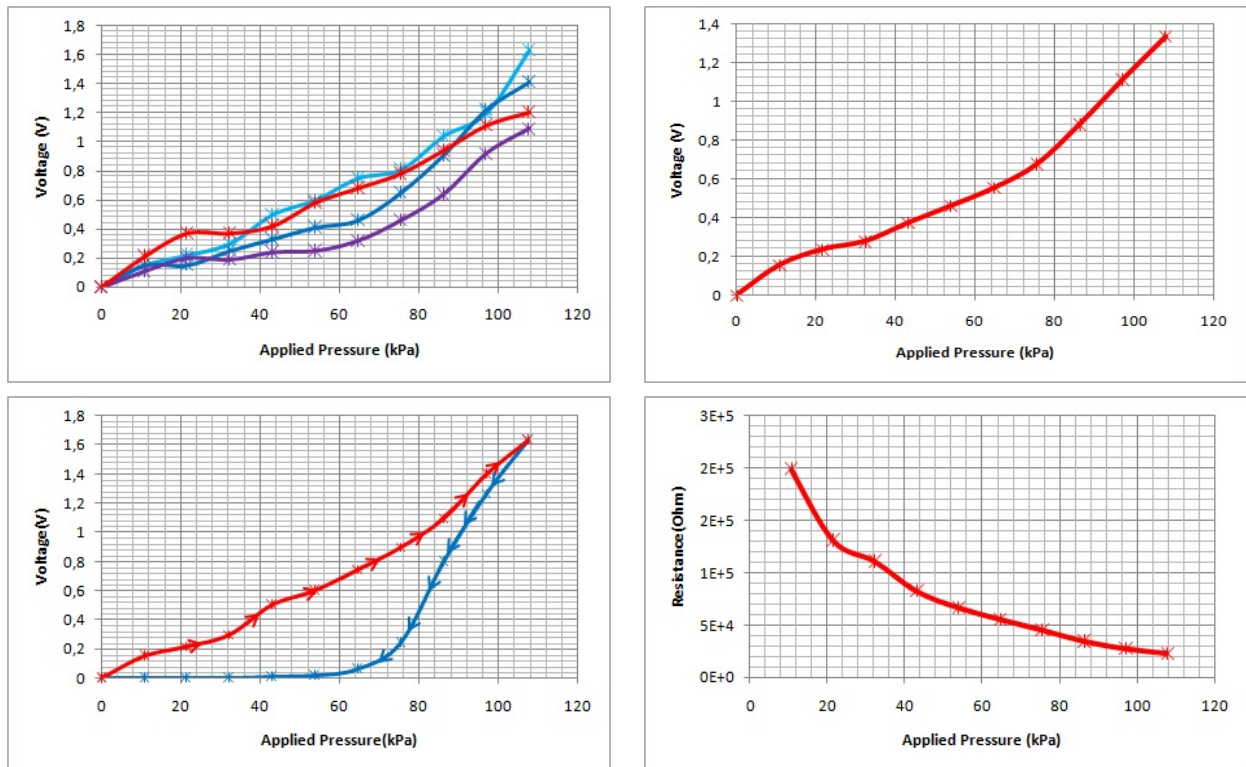 1,8
1,6
1,4
1,2
1
0,8
0,6
0,4
0,2
0
Voltage (V)
0 20 40 60 80 100 120
Applied Pressure (kPa)
1,4
1,2
1
0,8
0,6
0,4
0,2
0
Voltage (V)
0 20 40 60 80 100 120
Applied Pressure (kPa)
1,8
1,6
1,4
1,2
1
0,8
0,6
0,4
0,2
0
Voltage(V)
0 20 40 60 80 100 120
Applied Pressure(kPa)
3E+5
2E+5
2E+5
1E+5
5E+4
0E+0
Resistance(Ohm)
0 20 40 60 80 100 120
Applied Pressure (kPa)